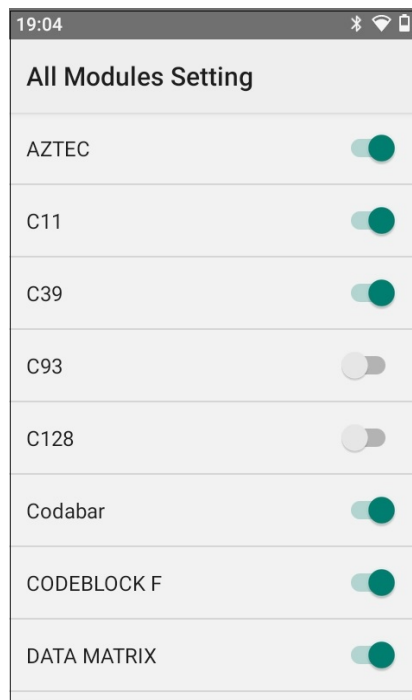 19:04
All Modules Setting
AZTEC
C11
C39
C93
C128
Codabar
CODEBLOCK F
DATA MATRIX